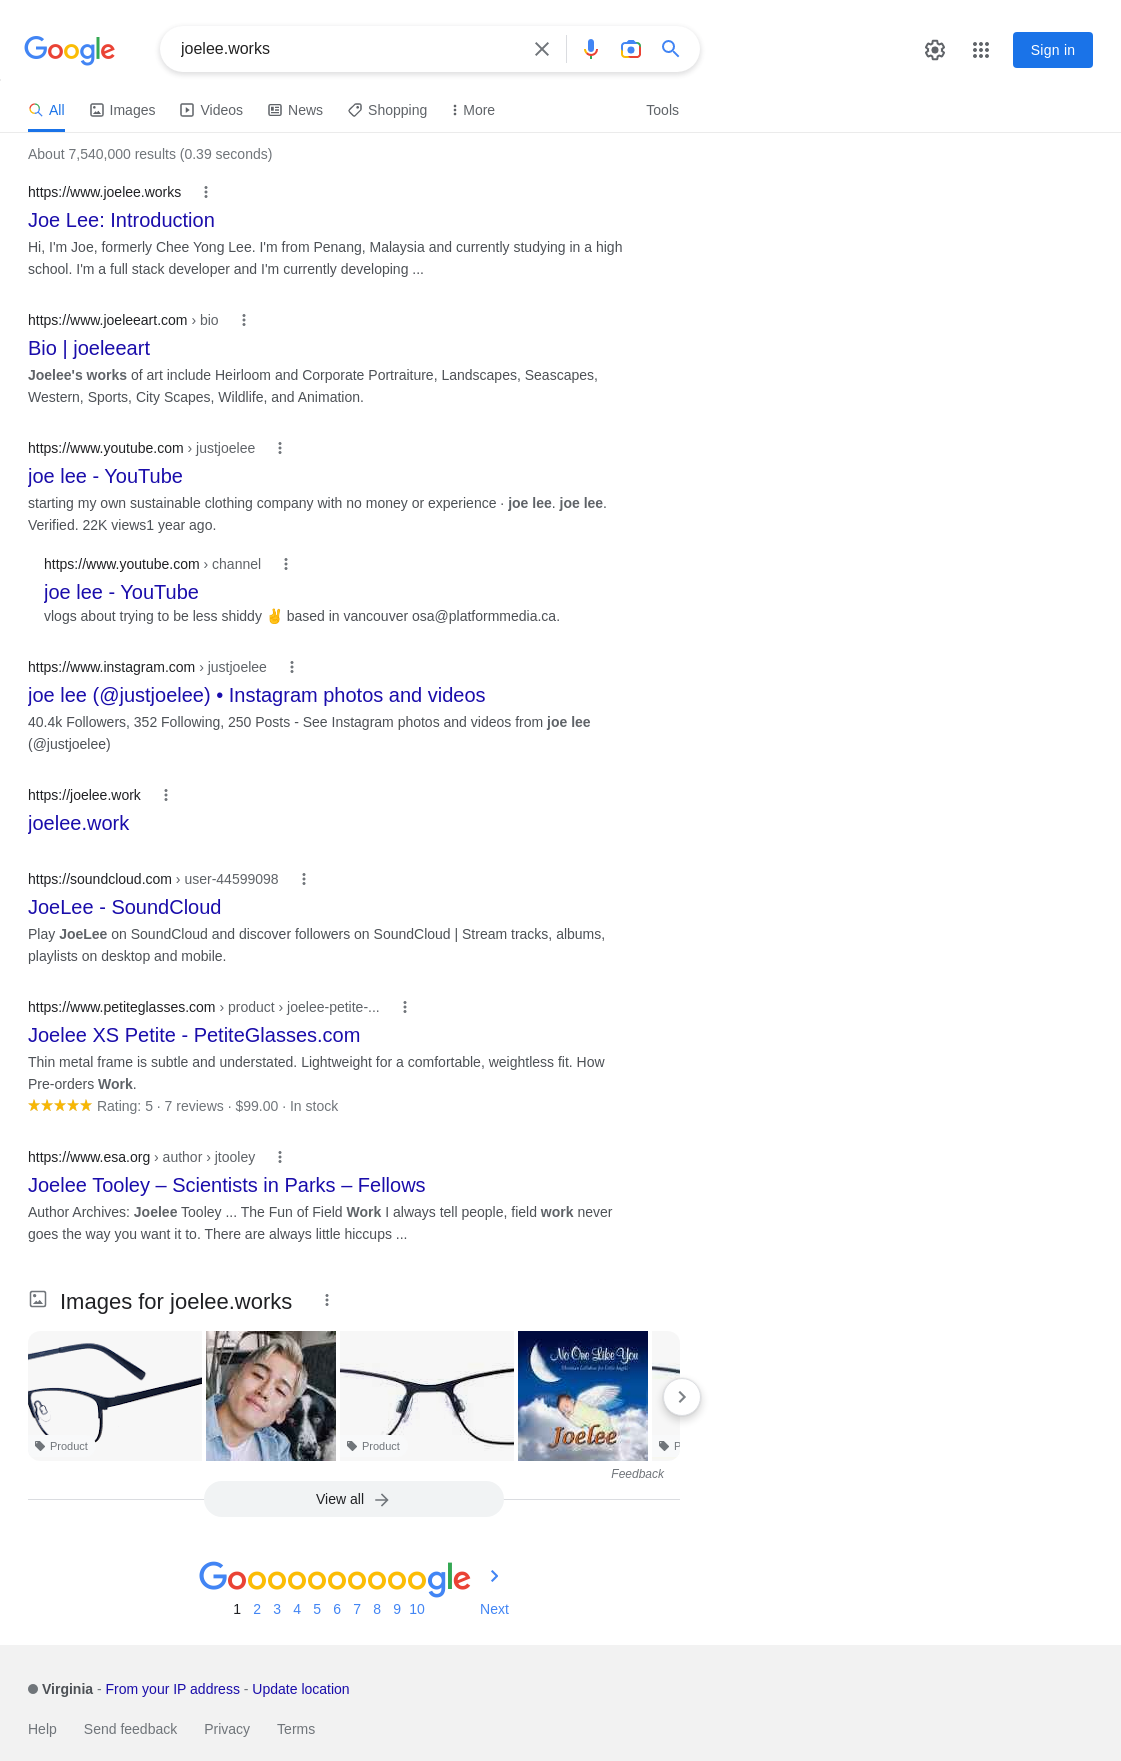 Google
joelee.works
Sign in
All
Images
Videos
News
Shopping
More
Tools
About 7,540,000 results (0.39 seconds)
https://www.joelee.works
Joe Lee: Introduction
Hi, I'm Joe, formerly Chee Yong Lee. I'm from Penang, Malaysia and currently studying in a high
school. I'm a full stack developer and I'm currently developing ...
https://www.joeleeart.com › bio
Bio | joeleeart
Joelee's works of art include Heirloom and Corporate Portraiture, Landscapes, Seascapes,
Western, Sports, City Scapes, Wildlife, and Animation.
https://www.youtube.com › justjoelee
joe lee - YouTube
starting my own sustainable clothing company with no money or experience · joe lee. joe lee.
Verified. 22K views1 year ago.
https://www.youtube.com › channel
joe lee - YouTube
vlogs about trying to be less shiddy ✌ based in vancouver osa@platformmedia.ca.
https://www.instagram.com › justjoelee
joe lee (@justjoelee) • Instagram photos and videos
40.4k Followers, 352 Following, 250 Posts - See Instagram photos and videos from joe lee
(@justjoelee)
https://joelee.work
joelee.work
https://soundcloud.com › user-44599098
JoeLee - SoundCloud
Play JoeLee on SoundCloud and discover followers on SoundCloud | Stream tracks, albums,
playlists on desktop and mobile.
https://www.petiteglasses.com › product › joelee-petite-...
Joelee XS Petite - PetiteGlasses.com
Thin metal frame is subtle and understated. Lightweight for a comfortable, weightless fit. How
Pre-orders Work.
★★★★★ Rating: 5 · 7 reviews · $99.00 · In stock
https://www.esa.org › author › jtooley
Joelee Tooley – Scientists in Parks – Fellows
Author Archives: Joelee Tooley ... The Fun of Field Work I always tell people, field work never
goes the way you want it to. There are always little hiccups ...
Images for joelee.works
No One Like You
Christian Lullabies for Little Angels
Joelee
Product
Product
P
Feedback
View all
Goooooooooogle
1 2 3 4 5 6 7 8 9 10 Next
Virginia - From your IP address - Update location
Help Send feedback Privacy Terms